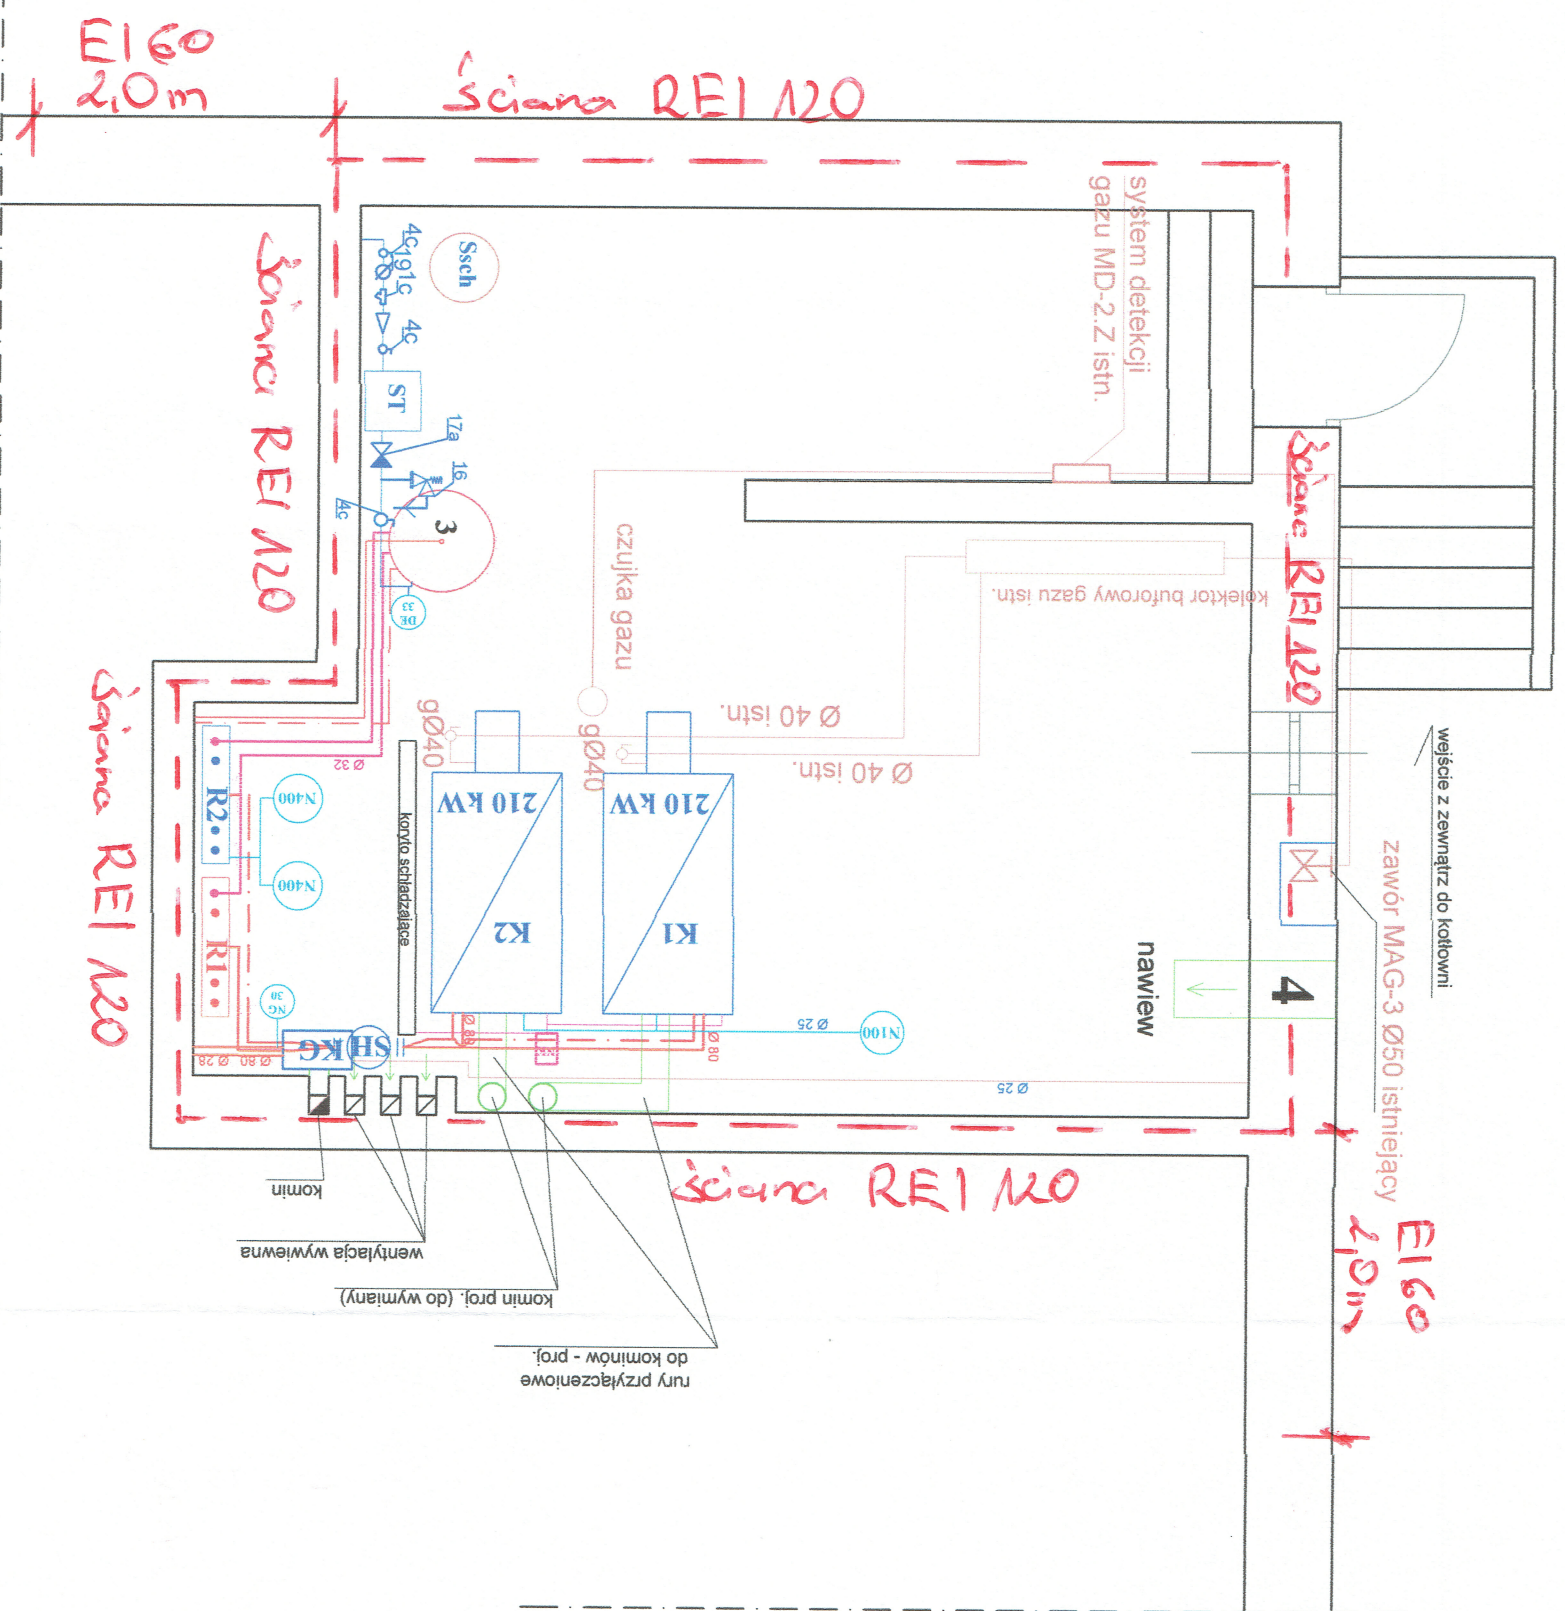 EI 60
2,0m
ściana REI 120
system detekcji
gazu MD-2.Z istn.
4c
19
1c
4c
Ssch
ST
17a
16
4c
3
DE
33
ściana REI 120
ściana REI 120
ściana REI 120
czujka gazu
kolektor buforowy gazu istn.
Ø 40 istn.
Ø 40 istn.
gØ40
gØ40
wejście z zewnątrz do kotłowni
zawór MAG-3 Ø50 istniejący
Ø 32
R2
N400
N400
R1
koryto schładzające
210 kW
K2
210 kW
K1
nawiew
4
NG
30
KG
SH
Ø 28
Ø 80
Ø 80
Ø 80
Ø 25
N100
Ø 25
ściana REI 120
EI 60
2,0m
komin
wentylacja wywiewna
komin proj. (do wymiany)
rury przyłączeniowe
do kominów - proj.